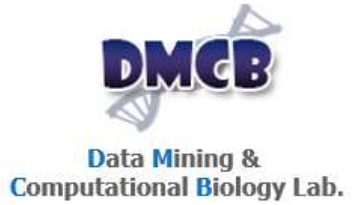 DMCB
Data Mining &
Computational Biology Lab.